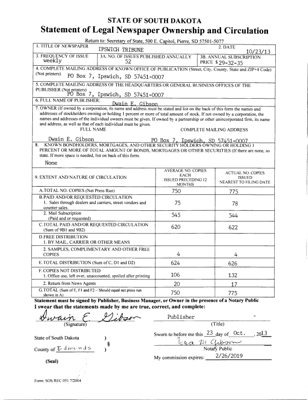 STATE OF SOUTH DAKOTA
Statement of Legal Newspaper Ownership and Circulation
Return to: Secretary of State, 500 E. Capitol, Pierre, SD 57501-5077
1. TITLE OF NEWSPAPER
IPSWICH TRIBUNE
2. DATE
10/23/13
3. FREQUENCY OF ISSUE
weekly
3A. NO. OF ISSUES PUBLISHED ANNUALLY
52
3B. ANNUAL SUBSCRIPTION
PRICE $29-32-35
4. COMPLETE MAILING ADDRESS OF KNOWN OFFICE OF PUBLICATION (Street, City, County, State and ZIP+4 Code)
(Not printers)
PO Box 7, Ipswich, SD 57451-0007
5. COMPLETE MAILING ADDRESS OF THE HEADQUARTERS OR GENERAL BUSINESS OFFICES OF THE
PUBLISHER (Not printers)
PO Box 7, Ipswich, SD 57451-0007
6. FULL NAME OF PUBLISHER:
Dwain E. Gibson
7. OWNER (If owned by a corporation, its name and address must be stated and for on the back of this form the names and
addresses of stockholders owning or holding 1 percent or more of total amount of stock. If not owned by a corporation, the
names and addresses of the individual owners must be given. If owned by a partnership or other unincorporated firm, its name
and address, as well as that of each individual must be given.
FULL NAME
COMPLETE MAILING ADDRESS
Dwain E. Gibson
PO Box 7, Ipswich, SD 57451-0007
8. KNOWN BONDHOLDERS, MORTGAGES, AND OTHER SECURITY HOLDERS OWNING OR HOLDING 1
PERCENT OR MORE OF TOTAL AMOUNT OF BONDS, MORTGAGES OR OTHER SECURITIES (If there are none, so
state. If more space is needed, list on back of this form.
None
9. EXTENT AND NATURE OF CIRCULATION
AVERAGE NO. COPIES
EACH
ISSUED PRECEDING 12
MONTHS
ACTUAL NO. COPIES
ISSUED
NEAREST TO FILING DATE
A. TOTAL NO. COPIES (Net Press Run)
750
775
B. PAID AND/OR REQUESTED CIRCULATION
1. Sales through dealers and carriers, street vendors and
counter sales.
75
78
2. Mail Subscription
(Paid and or requested)
545
544
C. TOTAL PAID AND/OR REQUESTED CIRCULATION
(Sum of 9B1 and 9B2)
620
622
D. FREE DISTRIBUTION
1. BY MAIL, CARRIER OR OTHER MEANS
2. SAMPLES, COMPLIMENTARY AND OTHER FREE
COPIES
4
4
E. TOTAL DISTRIBUTION (Sum of C, D1 and D2)
624
626
F. COPIES NOT DISTRIBUTED
1. Office use, left over, unaccounted, spoiled after printing
106
132
2. Return from News Agents
20
17
G. TOTAL (Sum of E, F1 and F2 - Should equal net press run
shown in A)
750
775
Statement must be signed by Publisher, Business Manager, or Owner in the presence of a Notary Public
I swear that the statements made by me are true, correct, and complete:
Dwain E. Gibson
(Signature)
Publisher
(Title)
State of South Dakota )
§
County of Edmunds )
Sworn to before me this 23 day of Oct. , 2013
Notary Public
My commission expires: 2/26/2019
(Seal)
Form: SOS REC 051 7/2004